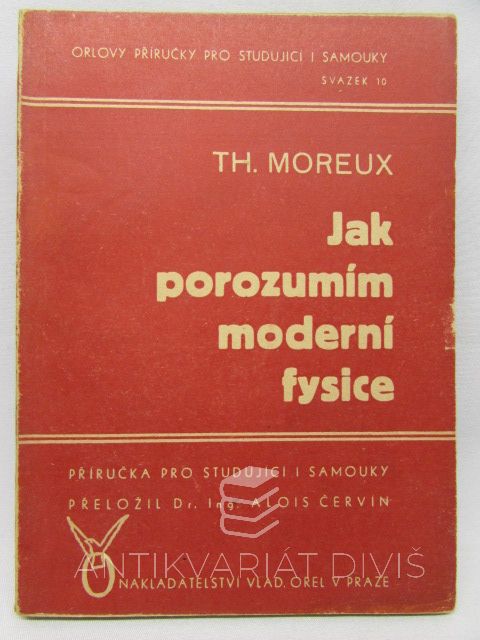 ORLOVY PŘÍRUČKY PRO STUDUJÍCÍ I SAMOUKY
SVAZEK 10
TH. MOREUX
Jak
porozumím
moderní
fysice
PŘÍRUČKA PRO STUDUJÍCÍ I SAMOUKY
PŘELOŽIL Dr. Ing. ALOIS ČERVÍN
ANTIKVARIÁT DIVIŠ
NAKLADATELSTVÍ VLAD. OREL V PRAZE